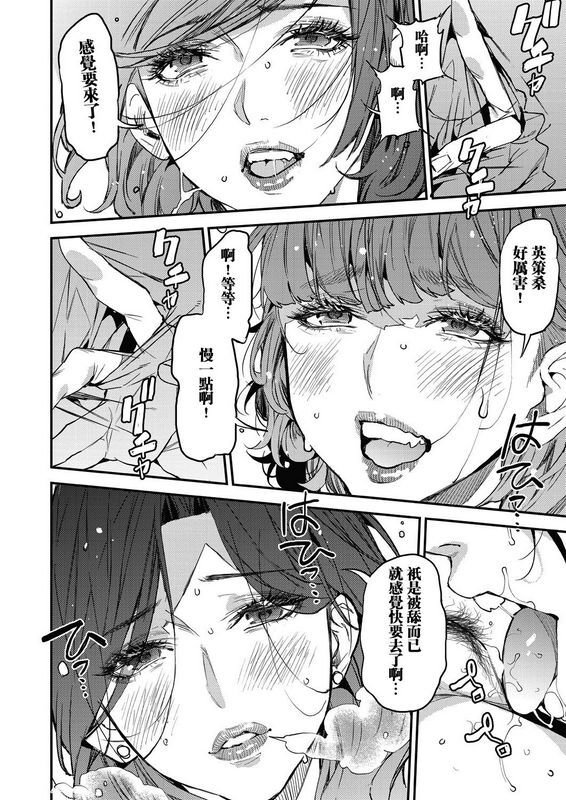 哈啊…
啊…
感覺要來了！
グチャ
グチャ
英策桑
好厲害！
啊！等等…
慢一點啊！
グチャ
グチャ
はひっ…
祇是被舔而已
就感覺快要去了啊…
はひっ…
ひっ…